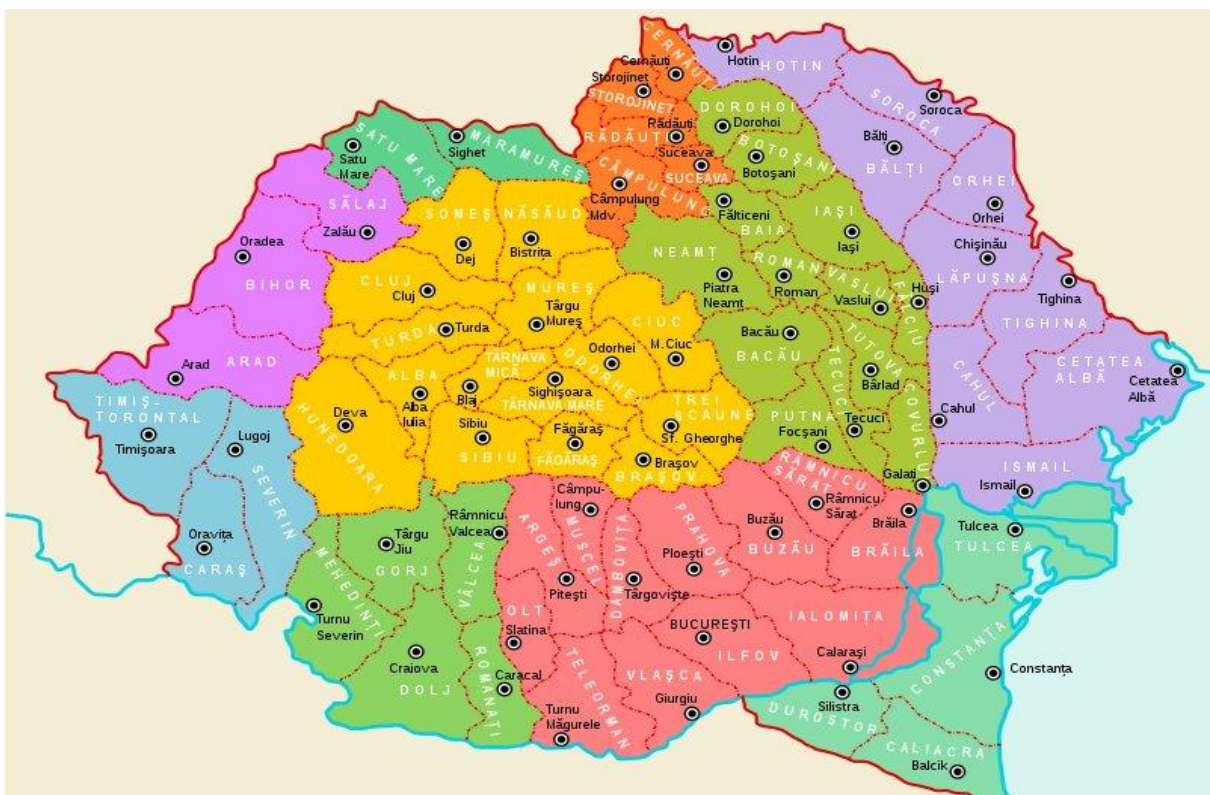 CERNĂUȚI
Cernăuți
Storojinet
STOROJINET
RĂDĂUȚI
Rădăuți
Suceava
SUCEAVA
CÂMPULUNG
Câmpulung
Mdv.
Hotin
HOTIN
SOROCA
Soroca
Bălți
BĂLȚI
ORHEI
Orhei
Chișinău
LĂPUȘNA
Tighina
TIGHINA
CETATEA
ALBĂ
Cetatea
Albă
CAHUL
Cahul
ISMAIL
Ismail
DOROHOI
Dorohoi
BOTOȘANI
Botoșani
Fălticeni
BAIA
IAȘI
Iași
NEAMȚ
Piatra
Neamt
ROMAN
Roman
VASLUI
Vaslui
FĂLCIU
Hùși
BACĂU
Bacău
TUTOVA
Bârlad
TECUCI
Tecuci
COVURLUI
Galați
PUTNA
Focșani
SATU MARE
Satu
Mare
MARAMUREȘ
Sighet
SĂLAJ
Zalău
Oradea
BIHOR
Arad
ARAD
SOMEȘ
Dej
NĂSĂUD
Bistrița
CLUJ
Cluj
MUREȘ
Târgu
Mureș
TURDA
Turda
CIUC
M.Ciuc
ODORHEI
Odorhei
ALBA
Alba
Iulia
TÂRNAVA
MICĂ
Blaj
Sighișoara
TÂRNAVA MARE
TREI
SCAUNE
Sf. Gheorghe
HUNEDOARA
Deva
Sibiu
SIBIU
Făgăraș
FĂGĂRAȘ
Brașov
BRAȘOV
TIMIȘ-
TORONTAL
Timișoara
Lugoj
SEVERIN
Oravița
CARAȘ
MEHEDINȚI
Turnu
Severin
Târgu
Jiu
GORJ
Râmnicu
Valcea
VÂLCEA
Craiova
DOLJ
ROMANAȚI
Caracal
ARGEȘ
Pitești
Câmpu-
lung
MUSCEL
DÂMBOVIȚA
Târgoviște
PRAHOVA
Ploești
Buzău
BUZĂU
RÂMNICU
SĂRAT
Râmnicu
Sărat
Brăila
BRĂILA
OLT
Slatina
TELEORMAN
Turnu
Măgurele
VLAȘCA
Giurgiu
BUCUREȘTI
ILFOV
IALOMIȚA
Calarași
Tulcea
TULCEA
CONSTANȚA
Constanța
Silistra
DUROSTOR
CALIACRA
Balcik